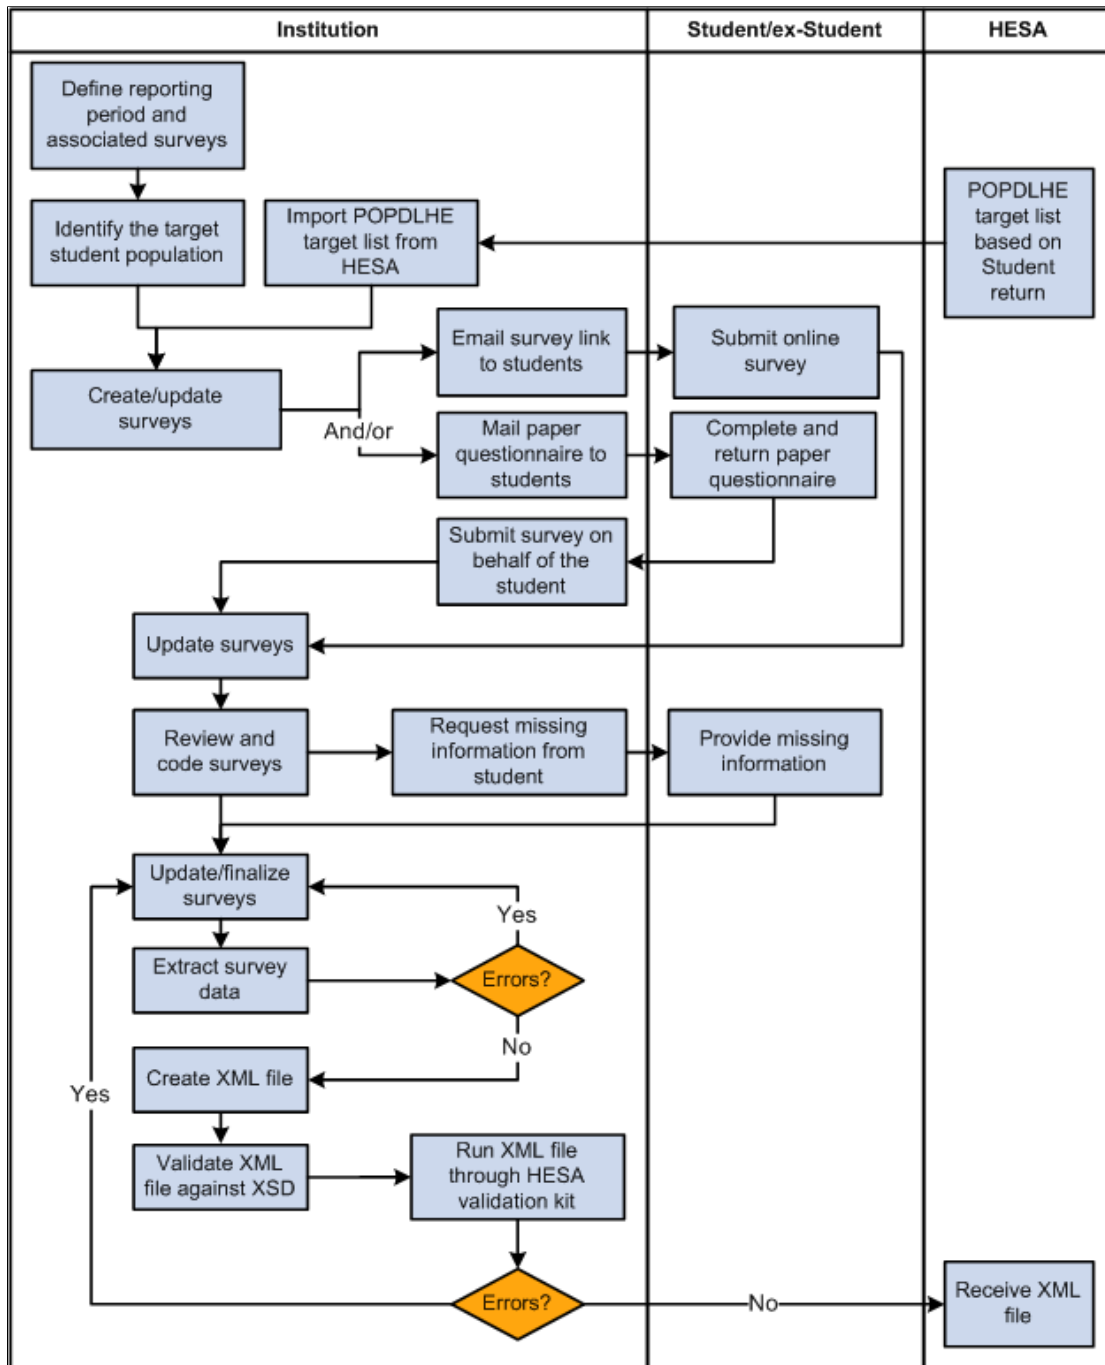 Institution
Student/ex-Student
HESA
Define reporting
period and
associated surveys
Identify the target
student population
Import POPDLHE
target list from
HESA
POPDLHE
target list
based on
Student
return
Create/update
surveys
And/or
Email survey link
to students
Submit online
survey
Mail paper
questionnaire to
students
Complete and
return paper
questionnaire
Submit survey on
behalf of the
student
Update surveys
Review and
code surveys
Request missing
information from
student
Provide missing
information
Update/finalize
surveys
Yes
Extract survey
data
Errors?
No
Create XML file
Yes
Validate XML
file against XSD
Run XML file
through HESA
validation kit
Errors?
No
Receive XML
file